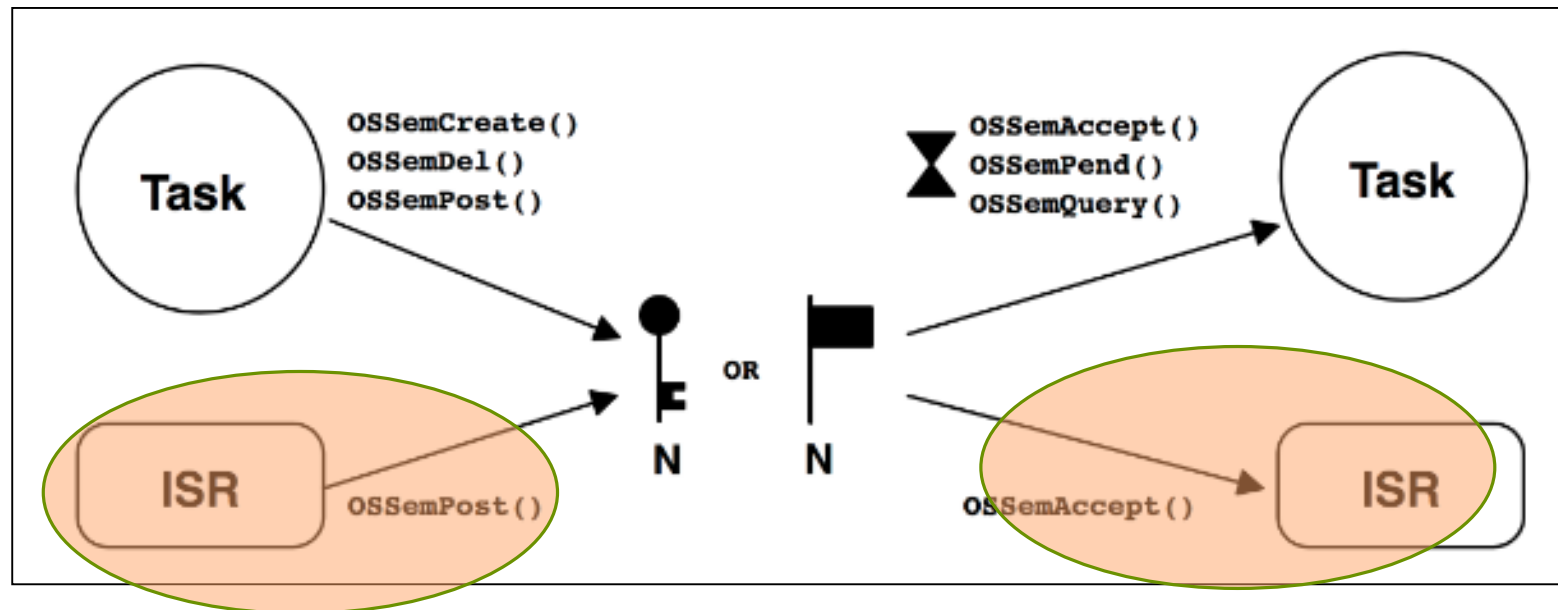 Task
OSSemCreate()
OSSemDel()
OSSemPost()
OSSemAccept()
OSSemPend()
OSSemQuery()
Task
OR
N
N
ISR
OSSemPost()
OSSemAccept()
ISR